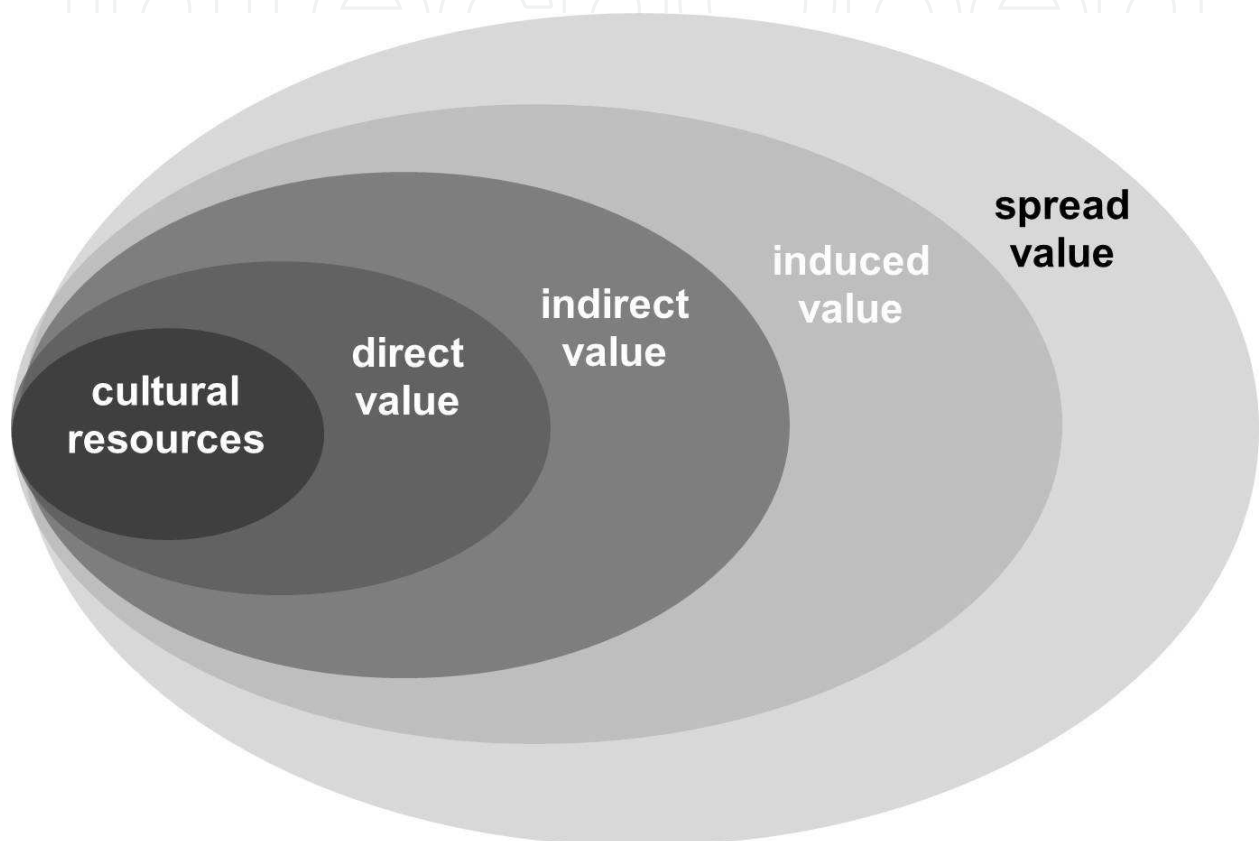 cultural
resources
direct
value
indirect
value
induced
value
spread
value